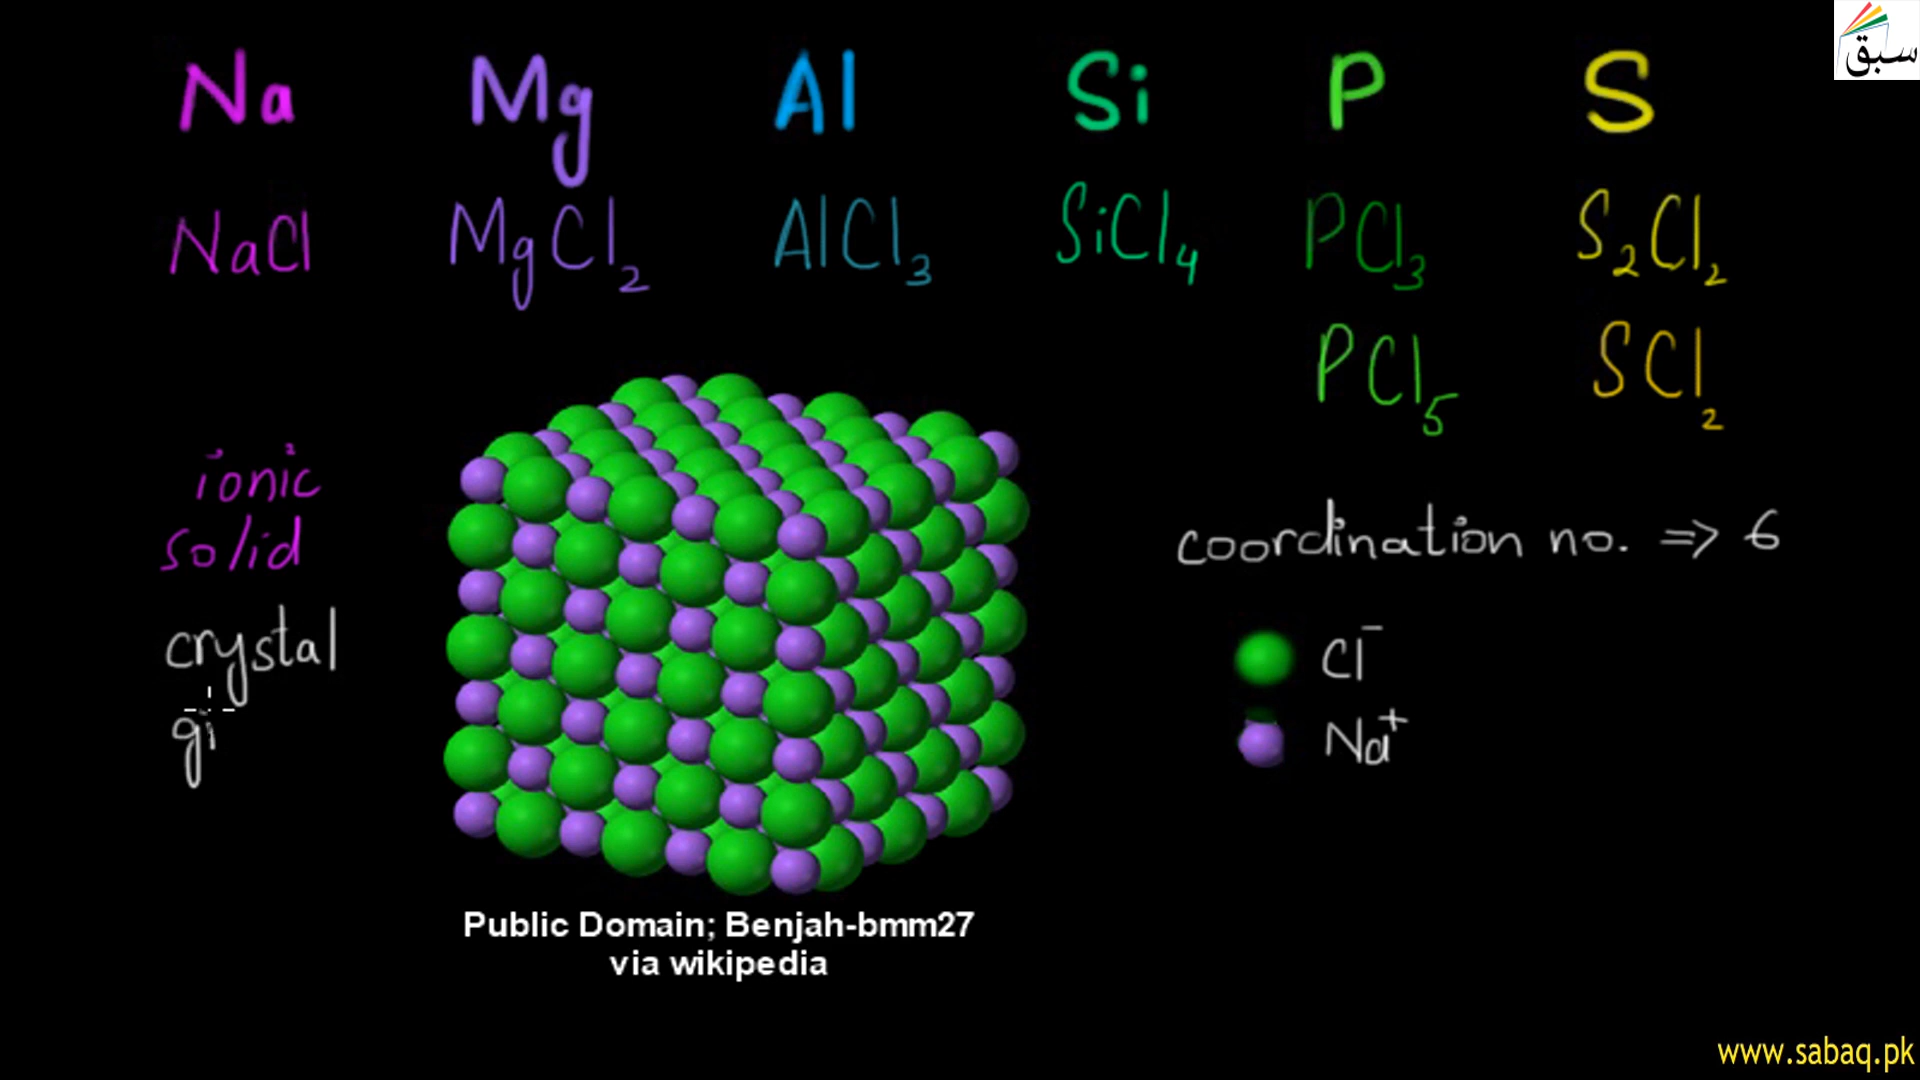 سبق
Na Mg Al Si P S
NaCl MgCl₂ AlCl₃ SiCl₄ PCl₃ S₂Cl₂
PCl₅ SCl₂
ionic
solid
crystal
gi
coordination no. => 6
Cl⁻
Na⁺
Public Domain; Benjah-bmm27
via wikipedia
www.sabaq.pk